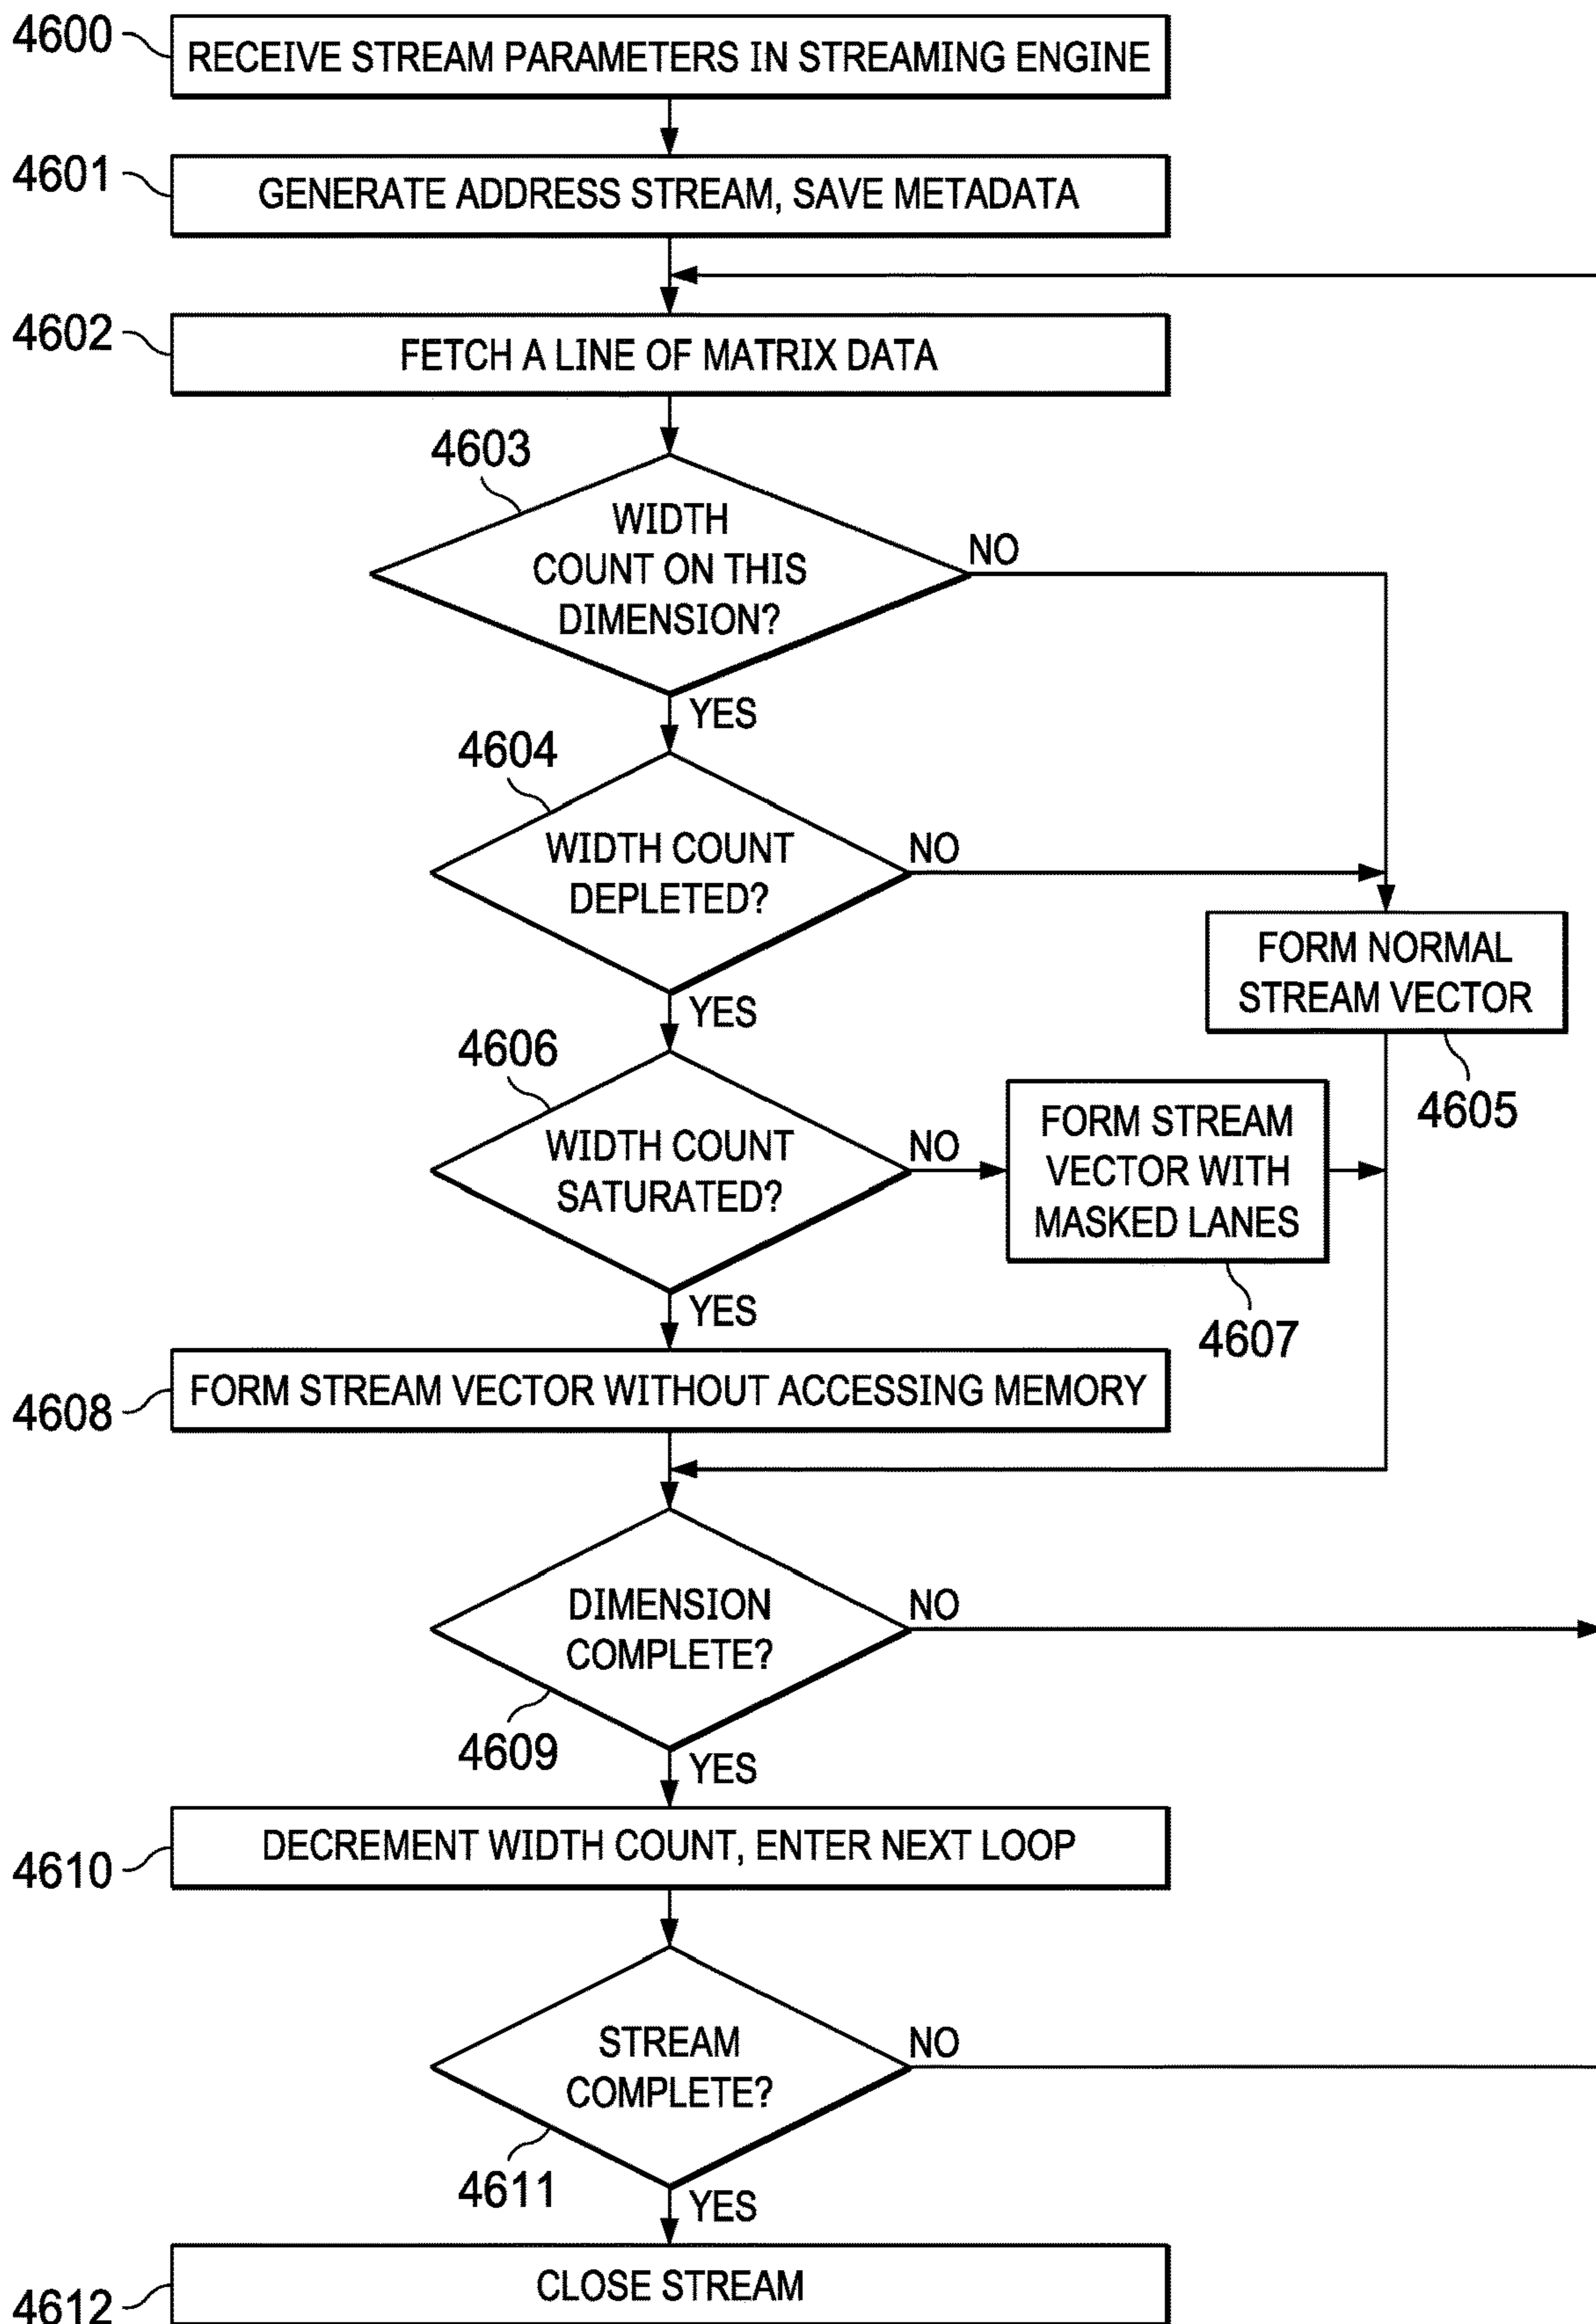 4600
RECEIVE STREAM PARAMETERS IN STREAMING ENGINE
4601
GENERATE ADDRESS STREAM, SAVE METADATA
4602
FETCH A LINE OF MATRIX DATA
4603
WIDTH
COUNT ON THIS
DIMENSION?
NO
YES
4604
WIDTH COUNT
DEPLETED?
NO
YES
FORM NORMAL
STREAM VECTOR
4605
4606
WIDTH COUNT
SATURATED?
NO
YES
FORM STREAM
VECTOR WITH
MASKED LANES
4607
4608
FORM STREAM VECTOR WITHOUT ACCESSING MEMORY
DIMENSION
COMPLETE?
NO
4609
YES
4610
DECREMENT WIDTH COUNT, ENTER NEXT LOOP
STREAM
COMPLETE?
NO
4611
YES
4612
CLOSE STREAM